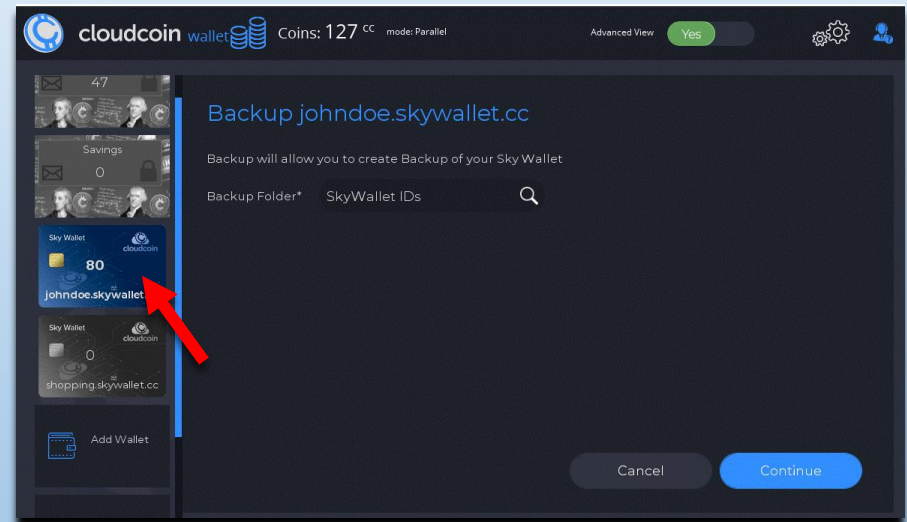 cloudcoin wallet Coins: 127 CC mode: Parallel Advanced View Yes
47
Savings
0
Sky Wallet
cloudcoin
80
johndoe.skywallet.
Sky Wallet
cloudcoin
0
shopping.skywallet.cc
Add Wallet
Backup johndoe.skywallet.cc
Backup will allow you to create Backup of your Sky Wallet
Backup Folder* SkyWallet IDs
Cancel Continue